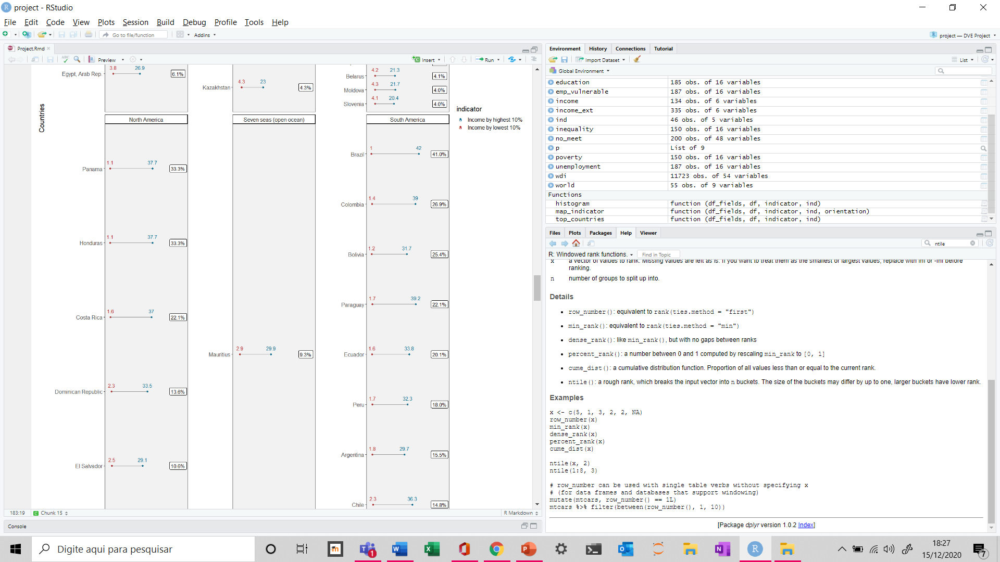 project - RStudio
File Edit Code View Plots Session Build Debug Profile Tools Help
Go to file/function Addins project — DVE Project
Project.Rmd
ABC Preview Insert Run
Egypt, Arab Rep. 3.8 26.9 6.1%
Kazakhstan 4.3 23 4.3%
Belarus 4.2 21.3 4.1%
Moldova 4.3 21.7 4.0%
Slovenia 4.1 20.4 4.0%
Countries
indicator
Income by highest 10%
Income by lowest 10%
North America
Panama 1.1 37.7 33.3%
Honduras 1.1 37.7 33.3%
Costa Rica 1.6 37 22.1%
Dominican Republic 2.3 33.5 13.6%
El Salvador 2.5 29.1 10.6%
Seven seas (open ocean)
Mauritius 2.9 29.9 9.3%
South America
Brazil 1 42 41.0%
Colombia 1.4 39 26.9%
Bolivia 1.2 31.7 25.4%
Paraguay 1.7 39.2 22.1%
Ecuador 1.6 33.8 20.1%
Peru 1.7 32.3 18.0%
Argentina 1.8 29.7 15.5%
Chile 2.3 36.3 14.8%
183:19 Chunk 15 R Markdown
Console
Environment History Connections Tutorial
Import Dataset List
Global Environment
education 185 obs. of 16 variables
emp_vulnerable 187 obs. of 16 variables
income 134 obs. of 6 variables
income_ext 335 obs. of 6 variables
ind 46 obs. of 5 variables
inequality 150 obs. of 16 variables
no_meet 200 obs. of 48 variables
p List of 9
poverty 150 obs. of 16 variables
unemployment 187 obs. of 16 variables
wdi 11723 obs. of 54 variables
world 55 obs. of 9 variables
Functions
histogram function (df_fields, df, indicator, ind)
map_indicator function (df_fields, df, indicator, ind, orientation)
top_countries function (df_fields, df, indicator, ind)
Files Plots Packages Help Viewer
ntile
R: Windowed rank functions. Find in Topic
x a vector of values to rank. Missing values are left as is. If you want to treat them as the smallest or largest values, replace with Inf or -Inf before
ranking.
n number of groups to split up into.
Details
• row_number(): equivalent to rank(ties.method = "first")
• min_rank(): equivalent to rank(ties.method = "min")
• dense_rank(): like min_rank(), but with no gaps between ranks
• percent_rank(): a number between 0 and 1 computed by rescaling min_rank to [0, 1]
• cume_dist(): a cumulative distribution function. Proportion of all values less than or equal to the current rank.
• ntile(): a rough rank, which breaks the input vector into n buckets. The size of the buckets may differ by up to one, larger buckets have lower rank.
Examples
x <- c(5, 1, 3, 2, 2, NA)
row_number(x)
min_rank(x)
dense_rank(x)
percent_rank(x)
cume_dist(x)
ntile(x, 2)
ntile(1:8, 3)
# row_number can be used with single table verbs without specifying x
# (for data frames and databases that support windowing)
mutate(mtcars, row_number() == 1L)
mtcars %>% filter(between(row_number(), 1, 10))
[Package dplyr version 1.0.2 Index]
Digite aqui para pesquisar
18:27
15/12/2020
7